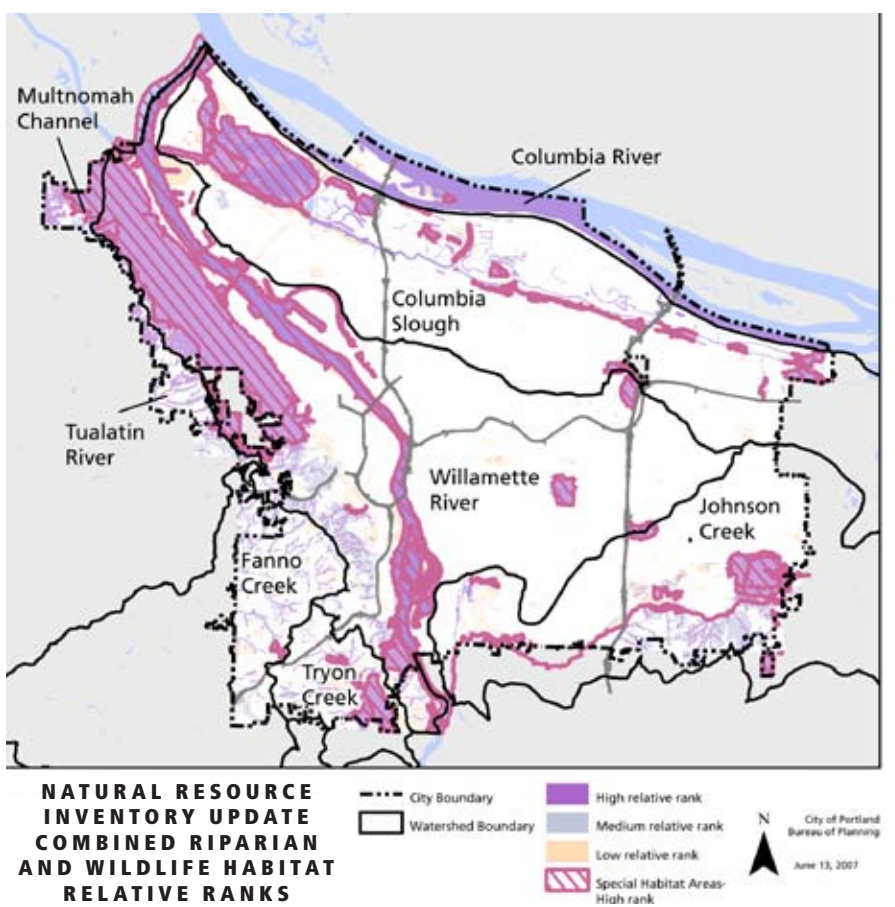 Multnomah
Channel
Columbia River
Columbia
Slough
Tualatin
River
Willamette
River
Johnson
Creek
Fanno
Creek
Tryon
Creek
NATURAL RESOURCE
INVENTORY UPDATE
COMBINED RIPARIAN
AND WILDLIFE HABITAT
RELATIVE RANKS
City Boundary
Watershed Boundary
High relative rank
Medium relative rank
Low relative rank
Special Habitat Areas-
High rank
N
City of Portland
Bureau of Planning
June 13, 2007